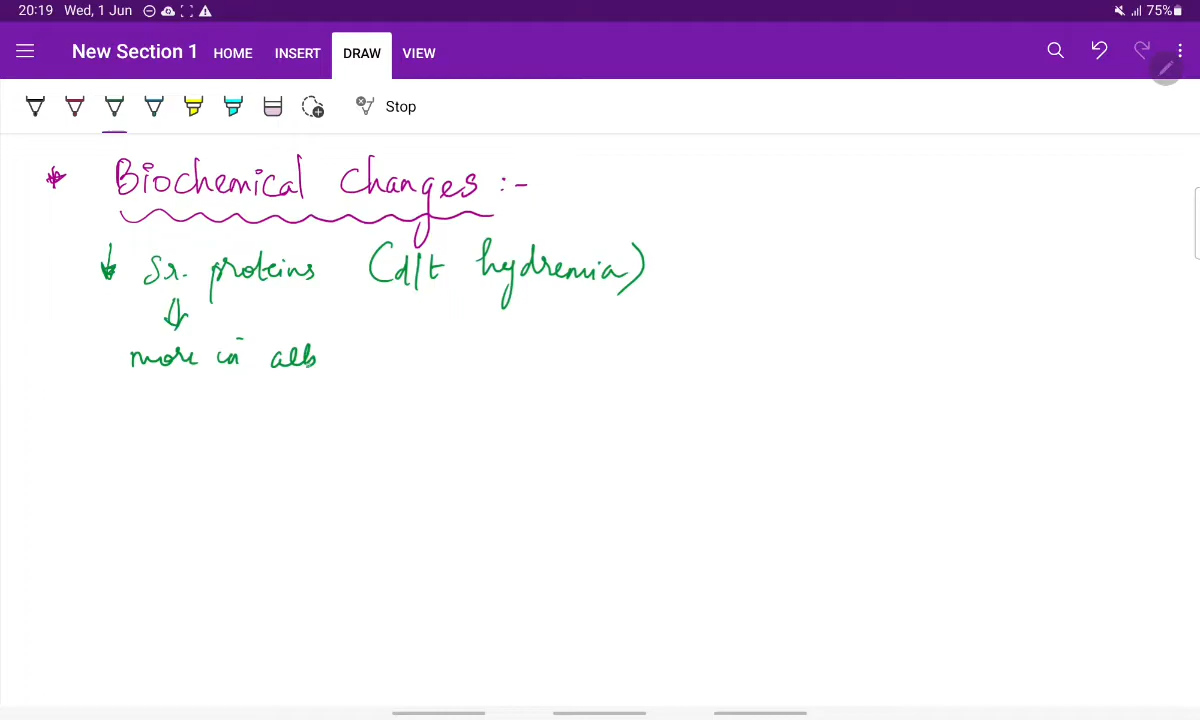 20:19 Wed, 1 Jun 75%
New Section 1 HOME INSERT DRAW VIEW
Stop
* Biochemical Changes :-
↓ Sr. proteins (d/t hydremia)
⇓
more in alb